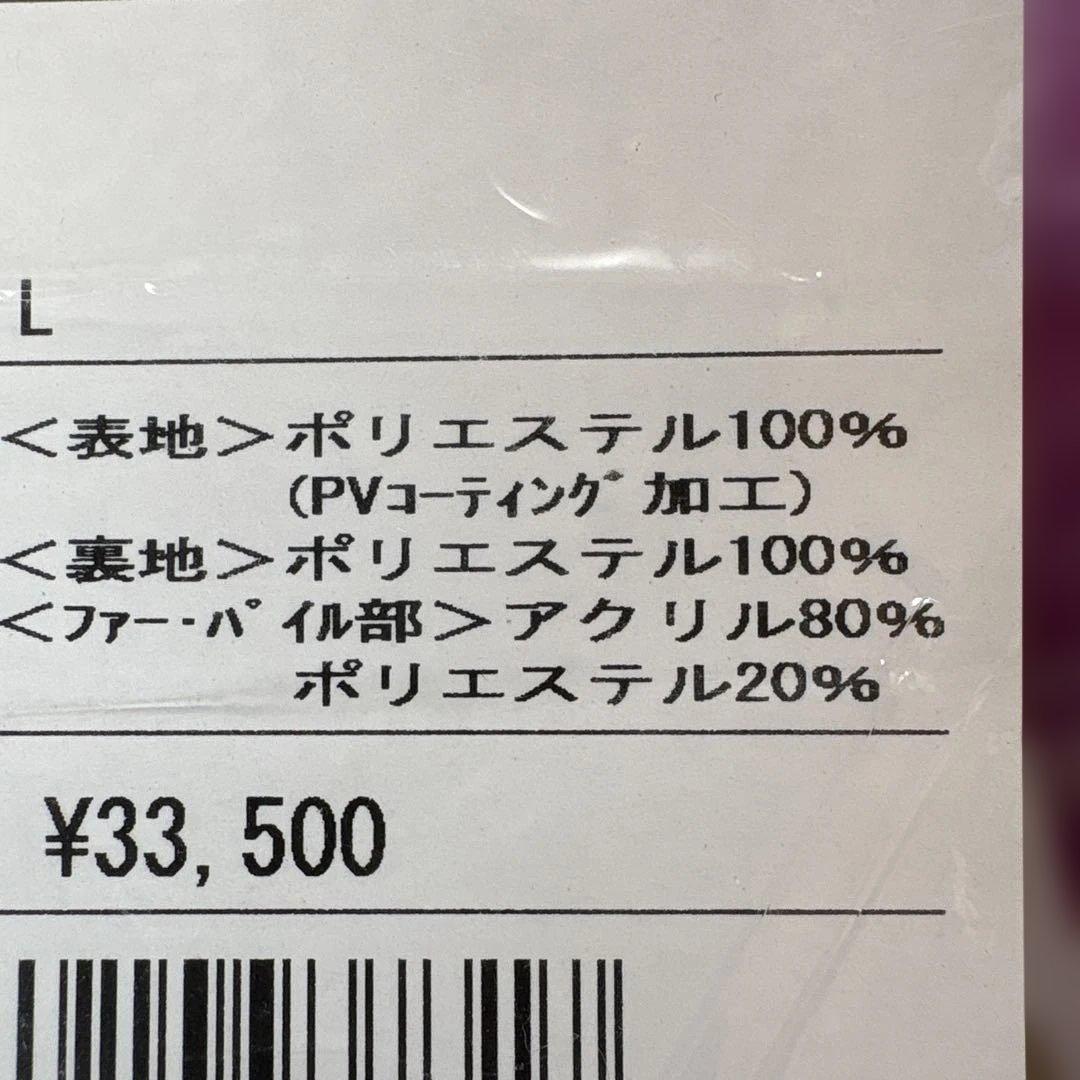 L
<表地>ポリエステル100%
(PVコーティング加工)
<裏地>ポリエステル100%
<ファー・パイル部>アクリル80%
ポリエステル20%
¥33,500